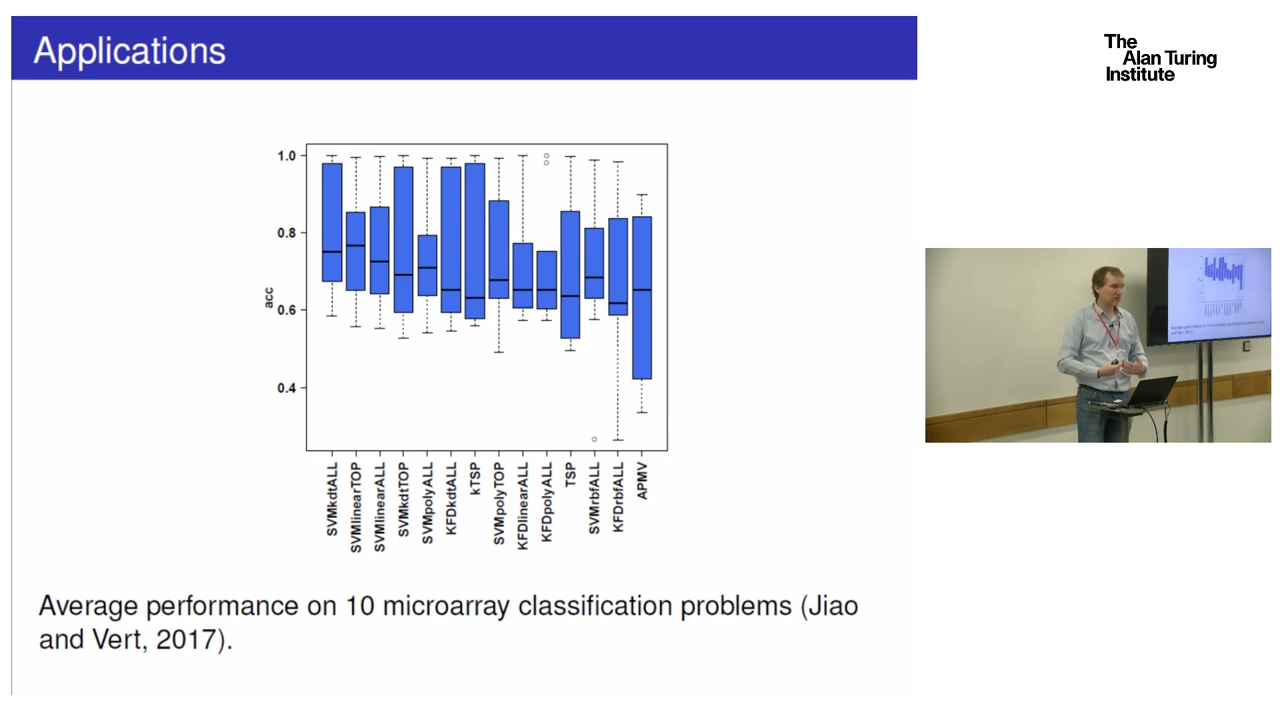 Applications
The
Alan Turing
Institute
1.0
0.8
0.6
0.4
acc
SVMkdtALL
SVMlinearTOP
SVMlinearALL
SVMkdtTOP
SVMpolyALL
KFDkdtALL
kTSP
SVMpolyTOP
KFDlinearALL
KFDpolyALL
TSP
SVMrbfALL
KFDrbfALL
APMV
Average performance on 10 microarray classification problems (Jiao
and Vert, 2017).